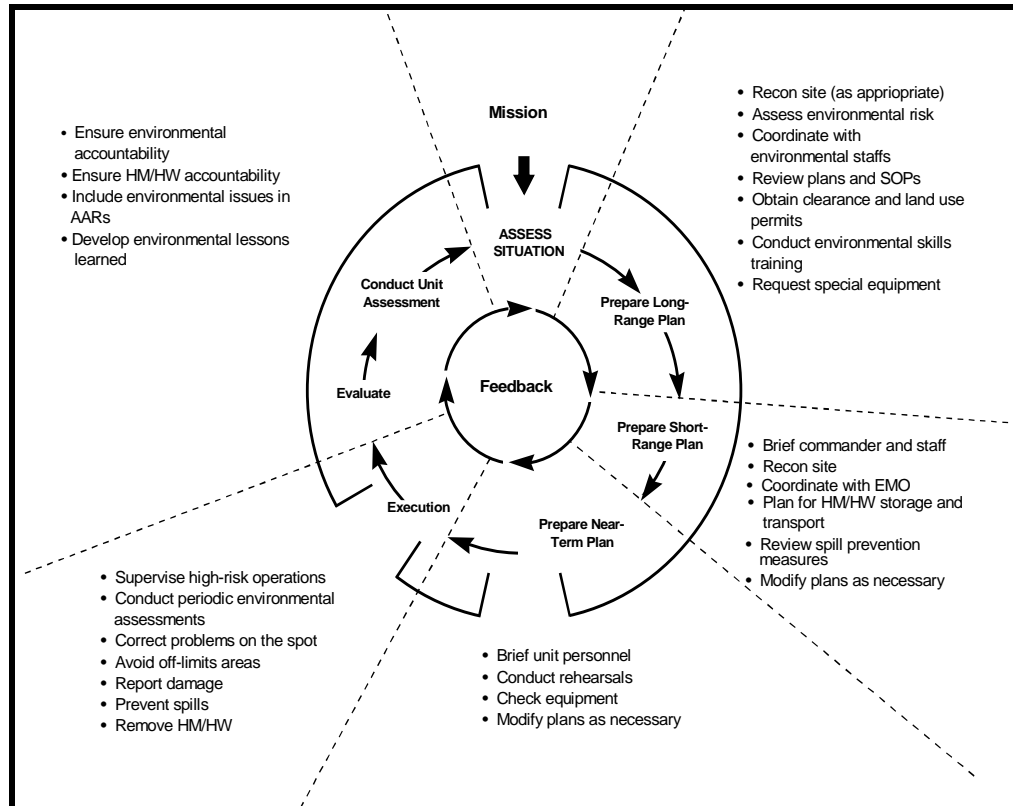 Mission
• Ensure environmental
accountability
• Ensure HM/HW accountability
• Include environmental issues in
AARs
• Develop environmental lessons
learned
• Recon site (as appriopriate)
• Assess environmental risk
• Coordinate with
environmental staffs
• Review plans and SOPs
• Obtain clearance and land use
permits
• Conduct environmental skills
training
• Request special equipment
ASSESS
SITUATION
Conduct Unit
Assessment
Prepare Long-
Range Plan
Feedback
Evaluate
Prepare Short-
Range Plan
• Brief commander and staff
• Recon site
• Coordinate with EMO
• Plan for HM/HW storage and
transport
• Review spill prevention
measures
• Modify plans as necessary
Execution
Prepare Near-
Term Plan
• Supervise high-risk operations
• Conduct periodic environmental
assessments
• Correct problems on the spot
• Avoid off-limits areas
• Report damage
• Prevent spills
• Remove HM/HW
• Brief unit personnel
• Conduct rehearsals
• Check equipment
• Modify plans as necessary